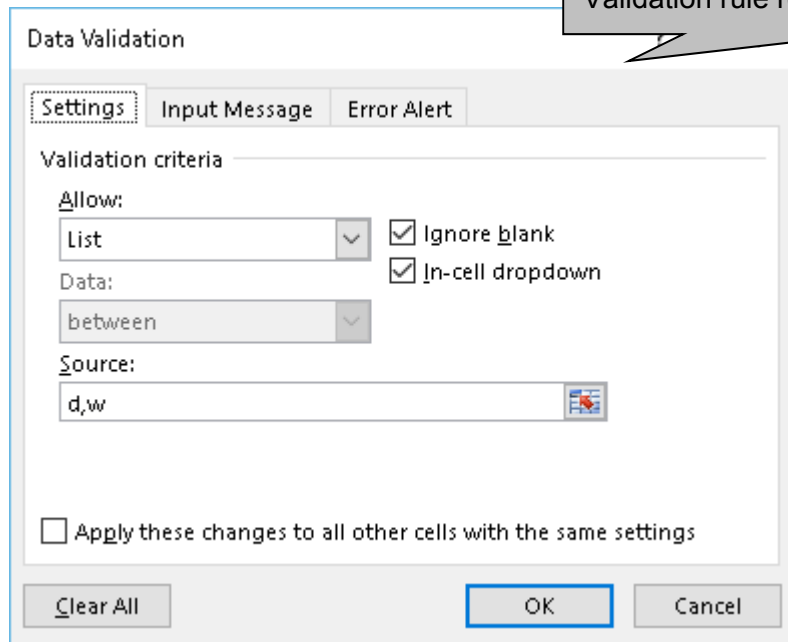 Validation rule
Data Validation
Settings Input Message Error Alert
Validation criteria
Allow:
List
Ignore blank
Data:
In-cell dropdown
between
Source:
d,w
Apply these changes to all other cells with the same settings
Clear All OK Cancel